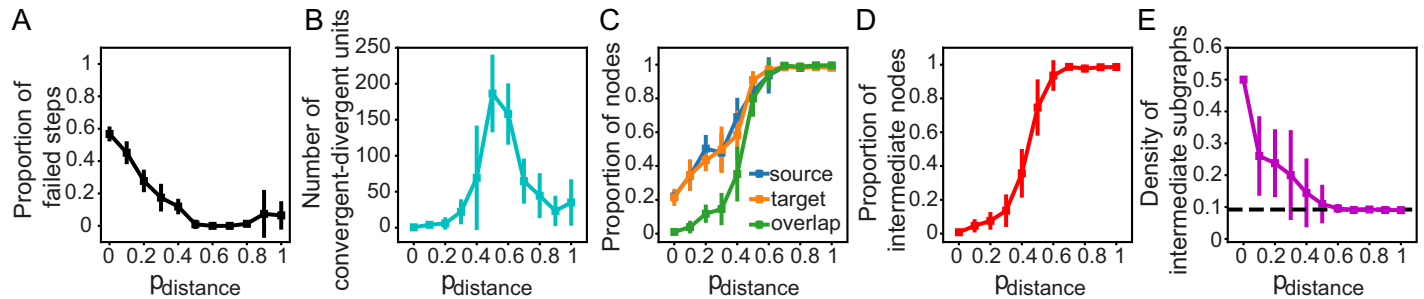 A
Proportion of
failed steps
1
0.8
0.6
0.4
0.2
0
0 0.2 0.4 0.6 0.8 1
pdistance
B
Number of
convergent-divergent units
250
200
150
100
50
0
0 0.2 0.4 0.6 0.8 1
pdistance
C
Proportion of nodes
1
0.8
0.6
0.4
0.2
0
source
target
overlap
0 0.2 0.4 0.6 0.8 1
pdistance
D
Proportion of
intermediate nodes
1
0.8
0.6
0.4
0.2
0
0 0.2 0.4 0.6 0.8 1
pdistance
E
Density of
intermediate subgraphs
0.6
0.5
0.4
0.3
0.2
0.1
0
0 0.2 0.4 0.6 0.8 1
pdistance